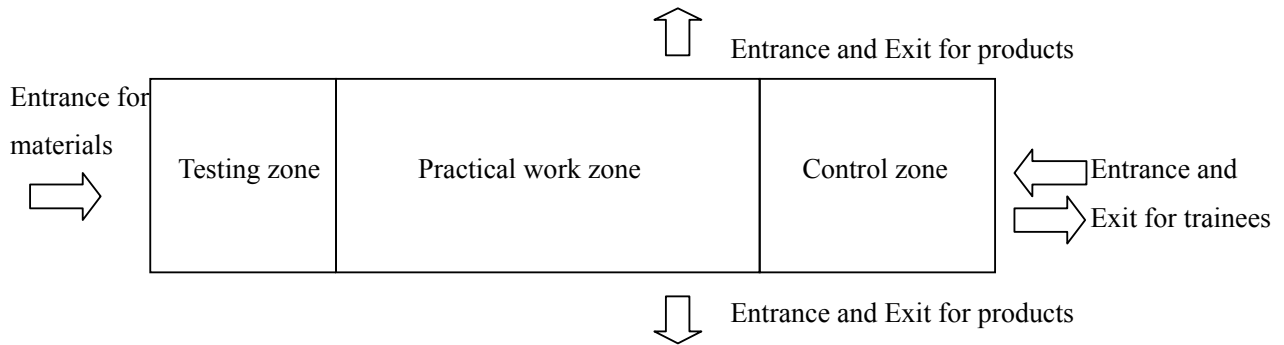 Entrance and Exit for products
Entrance for
materials
Testing zone
Practical work zone
Control zone
Entrance and
Exit for trainees
Entrance and Exit for products